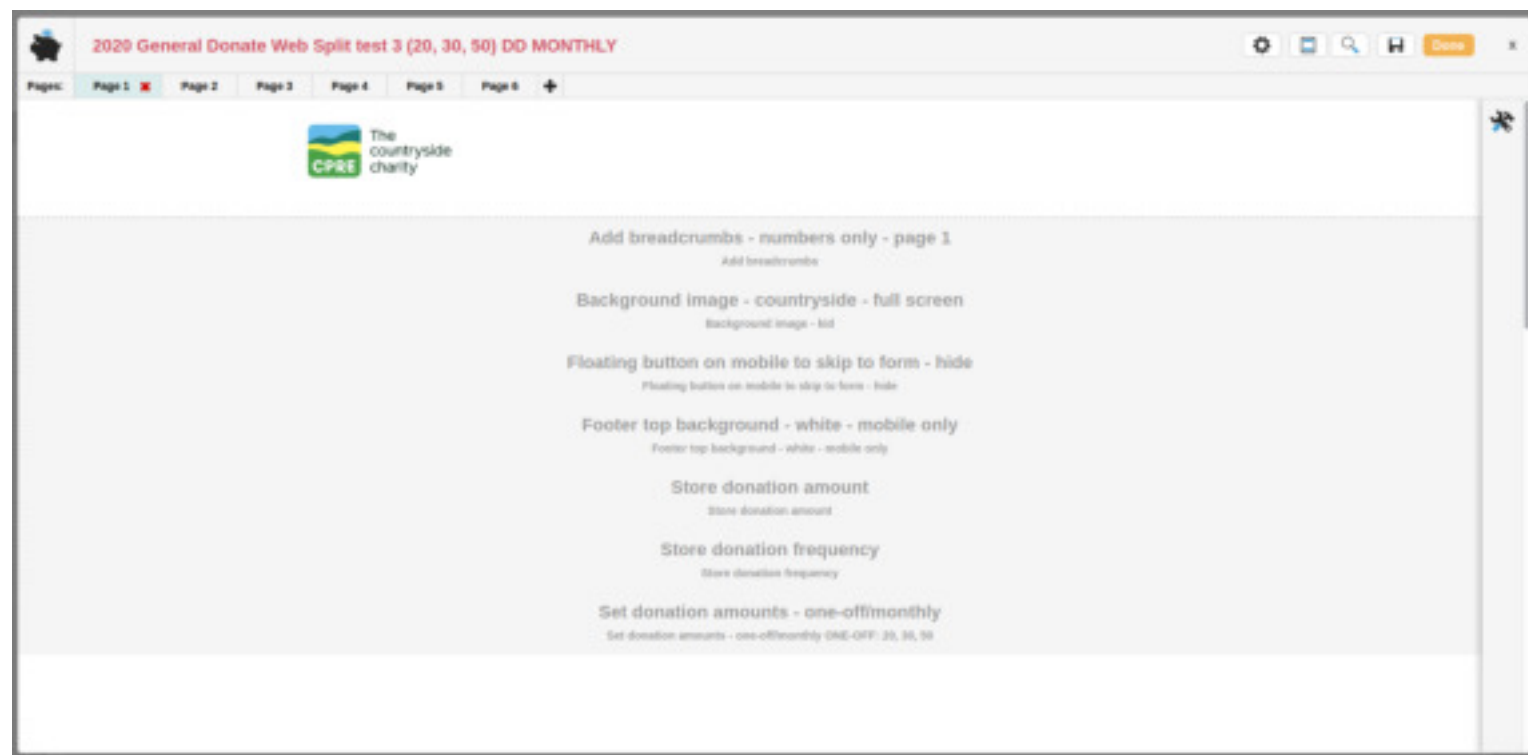 2020 General Donate Web Split test 3 (20, 30, 50) DD MONTHLY
Done
x
Pages: Page 1 Page 2 Page 3 Page 4 Page 5 Page 6
CPRE
The
countryside
charity
Add breadcrumbs - numbers only - page 1
Add breadcrumbs
Background image - countryside - full screen
Background image - kid
Floating button on mobile to skip to form - hide
Floating button on mobile to skip to form - hide
Footer top background - white - mobile only
Footer top background - white - mobile only
Store donation amount
Store donation amount
Store donation frequency
Store donation frequency
Set donation amounts - one-off/monthly
Set donation amounts - one-off/monthly ONE-OFF: 20, 30, 50